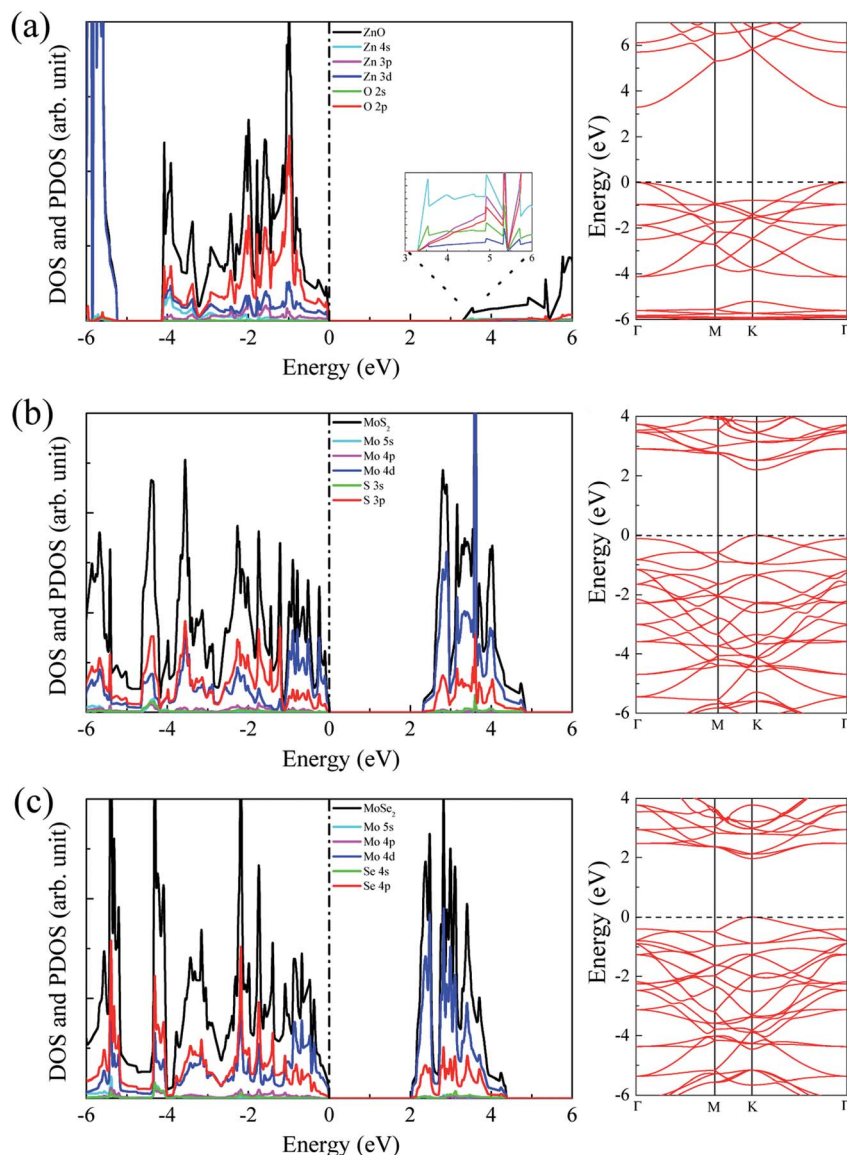 (a)
DOS and PDOS (arb. unit)
ZnO
Zn 4s
Zn 3p
Zn 3d
O 2s
O 2p
3 4 5 6
-6 -4 -2 0 2 4 6
Energy (eV)
Energy (eV)
6
4
2
0
-2
-4
-6
Γ M K Γ
(b)
DOS and PDOS (arb. unit)
MoS2
Mo 5s
Mo 4p
Mo 4d
S 3s
S 3p
-6 -4 -2 0 2 4 6
Energy (eV)
Energy (eV)
4
2
0
-2
-4
-6
Γ M K Γ
(c)
DOS and PDOS (arb. unit)
MoSe2
Mo 5s
Mo 4p
Mo 4d
Se 4s
Se 4p
-6 -4 -2 0 2 4 6
Energy (eV)
Energy (eV)
4
2
0
-2
-4
-6
Γ M K Γ